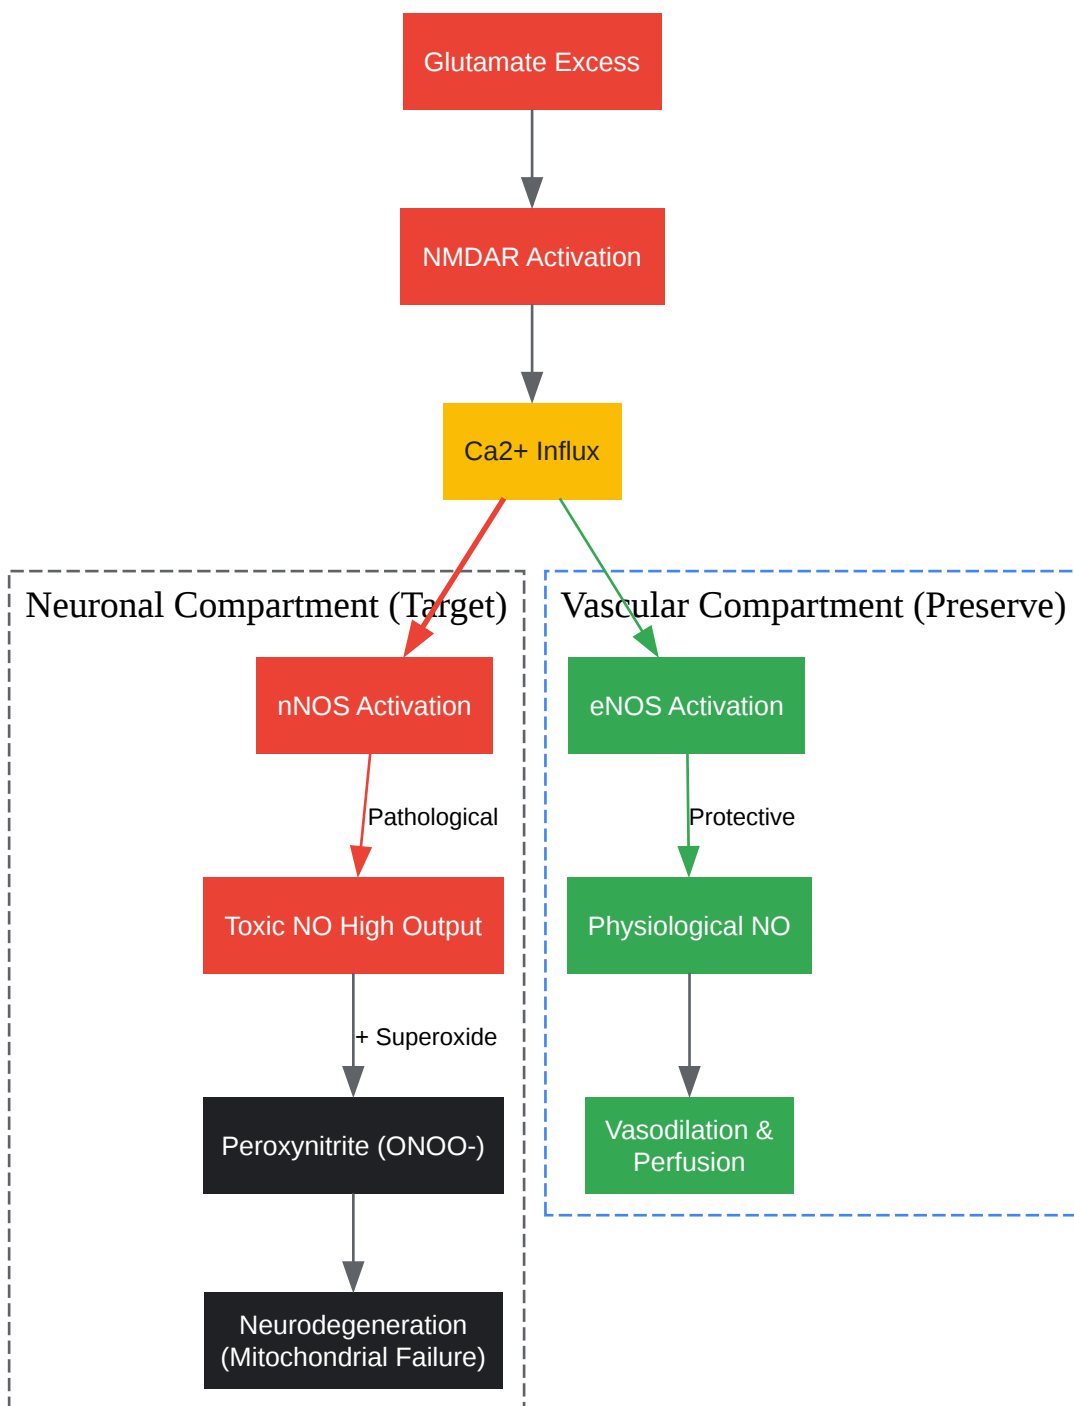 Glutamate Excess
NMDAR Activation
Ca2+ Influx
Neuronal Compartment (Target)
Vascular Compartment (Preserve)
nNOS Activation
eNOS Activation
Pathological
Protective
Toxic NO High Output
Physiological NO
+ Superoxide
Peroxynitrite (ONOO-)
Vasodilation &
Perfusion
Neurodegeneration
(Mitochondrial Failure)